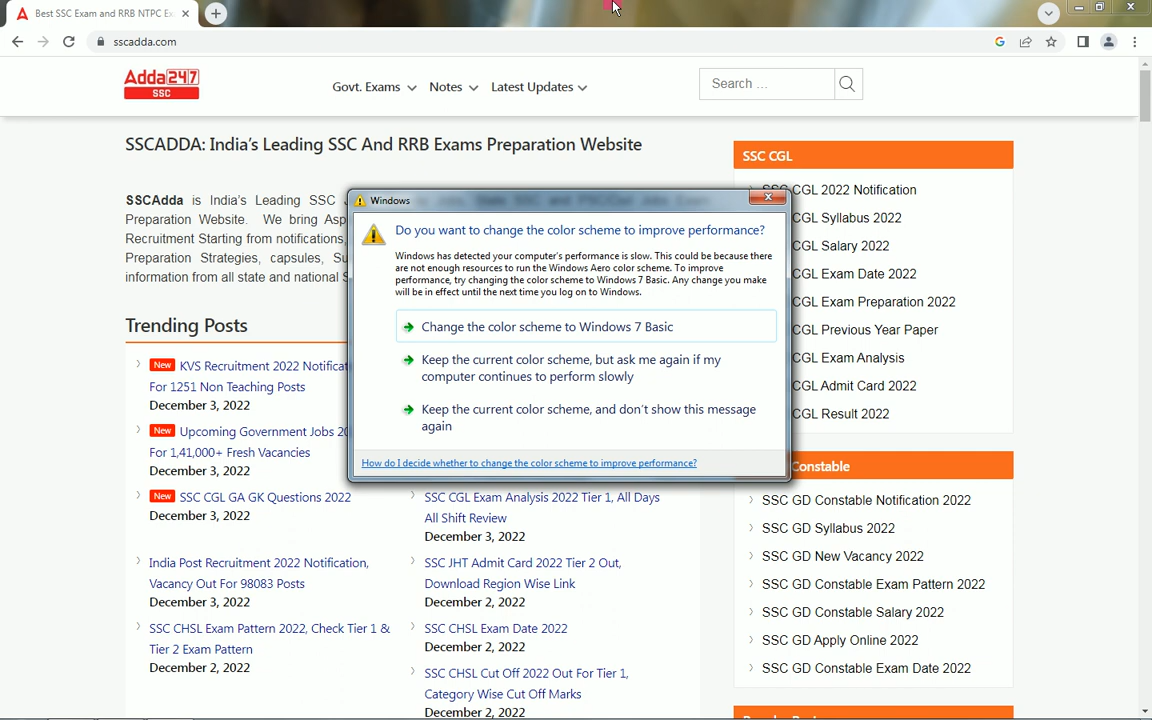 Best SSC Exam and RRB NTPC Ex
sscadda.com
Adda247
SSC
Govt. Exams
Notes
Latest Updates
Search ...
SSCADDA: India's Leading SSC And RRB Exams Preparation Website
SSCAdda is India's Leading SSC
Preparation Website. We bring Asp
Recruitment Starting from notifications,
Preparation Strategies, capsules, Su
information from all state and national S
Trending Posts
New KVS Recruitment 2022 Notificat
For 1251 Non Teaching Posts
December 3, 2022
New Upcoming Government Jobs 20
For 1,41,000+ Fresh Vacancies
December 3, 2022
New SSC CGL GA GK Questions 2022
December 3, 2022
India Post Recruitment 2022 Notification,
Vacancy Out For 98083 Posts
December 3, 2022
SSC CHSL Exam Pattern 2022, Check Tier 1 &
Tier 2 Exam Pattern
December 2, 2022
SSC CGL Exam Analysis 2022 Tier 1, All Days
All Shift Review
December 3, 2022
SSC JHT Admit Card 2022 Tier 2 Out,
Download Region Wise Link
December 2, 2022
SSC CHSL Exam Date 2022
December 2, 2022
SSC CHSL Cut Off 2022 Out For Tier 1,
Category Wise Cut Off Marks
December 2, 2022
Windows
Do you want to change the color scheme to improve performance?
Windows has detected your computer's performance is slow. This could be because there
are not enough resources to run the Windows Aero color scheme. To improve
performance, try changing the color scheme to Windows 7 Basic. Any change you make
will be in effect until the next time you log on to Windows.
Change the color scheme to Windows 7 Basic
Keep the current color scheme, but ask me again if my
computer continues to perform slowly
Keep the current color scheme, and don't show this message
again
How do I decide whether to change the color scheme to improve performance?
SSC CGL
SSC CGL 2022 Notification
CGL Syllabus 2022
CGL Salary 2022
CGL Exam Date 2022
CGL Exam Preparation 2022
CGL Previous Year Paper
CGL Exam Analysis
CGL Admit Card 2022
CGL Result 2022
Constable
SSC GD Constable Notification 2022
SSC GD Syllabus 2022
SSC GD New Vacancy 2022
SSC GD Constable Exam Pattern 2022
SSC GD Constable Salary 2022
SSC GD Apply Online 2022
SSC GD Constable Exam Date 2022